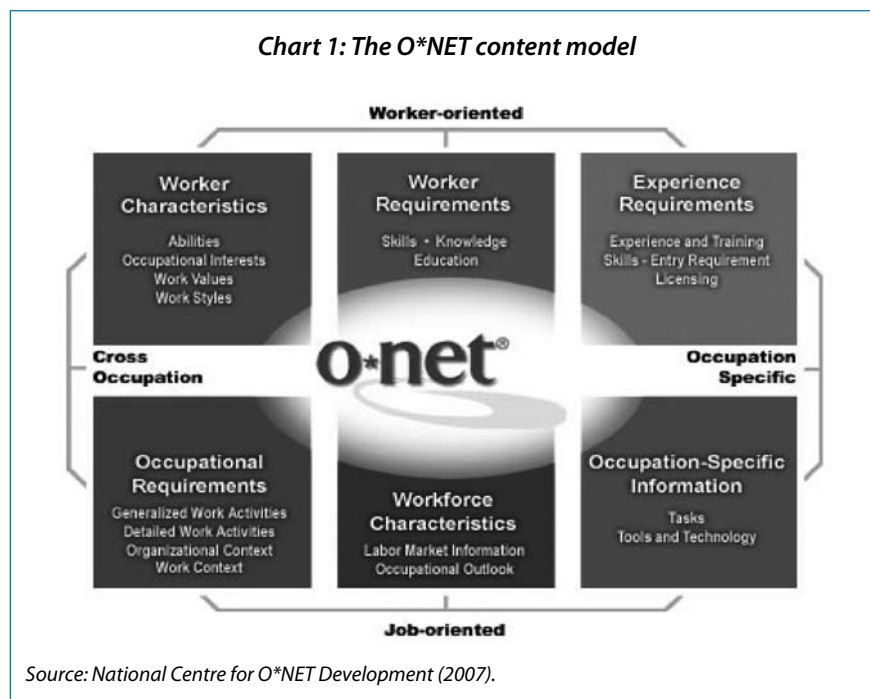 Chart 1: The O*NET content model
Worker-oriented
Worker
Characteristics
Abilities
Occupational Interests
Work Values
Work Styles
Worker
Requirements
Skills • Knowledge
Education
Experience
Requirements
Experience and Training
Skills - Entry Requirement
Licensing
Cross
Occupation
o*net®
Occupation
Specific
Occupational
Requirements
Generalized Work Activities
Detailed Work Activities
Organizational Context
Work Context
Workforce
Characteristics
Labor Market Information
Occupational Outlook
Occupation-Specific
Information
Tasks
Tools and Technology
Job-oriented
Source: National Centre for O*NET Development (2007).